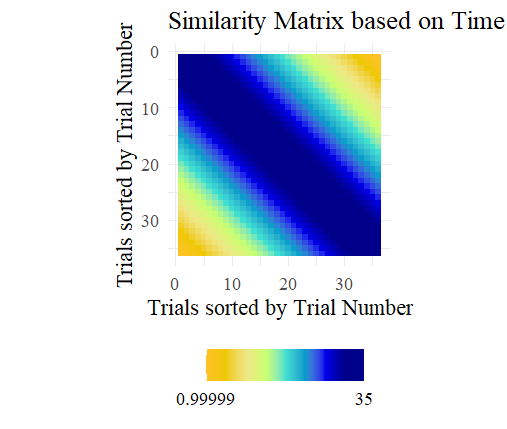 Similarity Matrix based on Time
Trials sorted by Trial Number
0
10
20
30
0 10 20 30
Trials sorted by Trial Number
0.99999 35